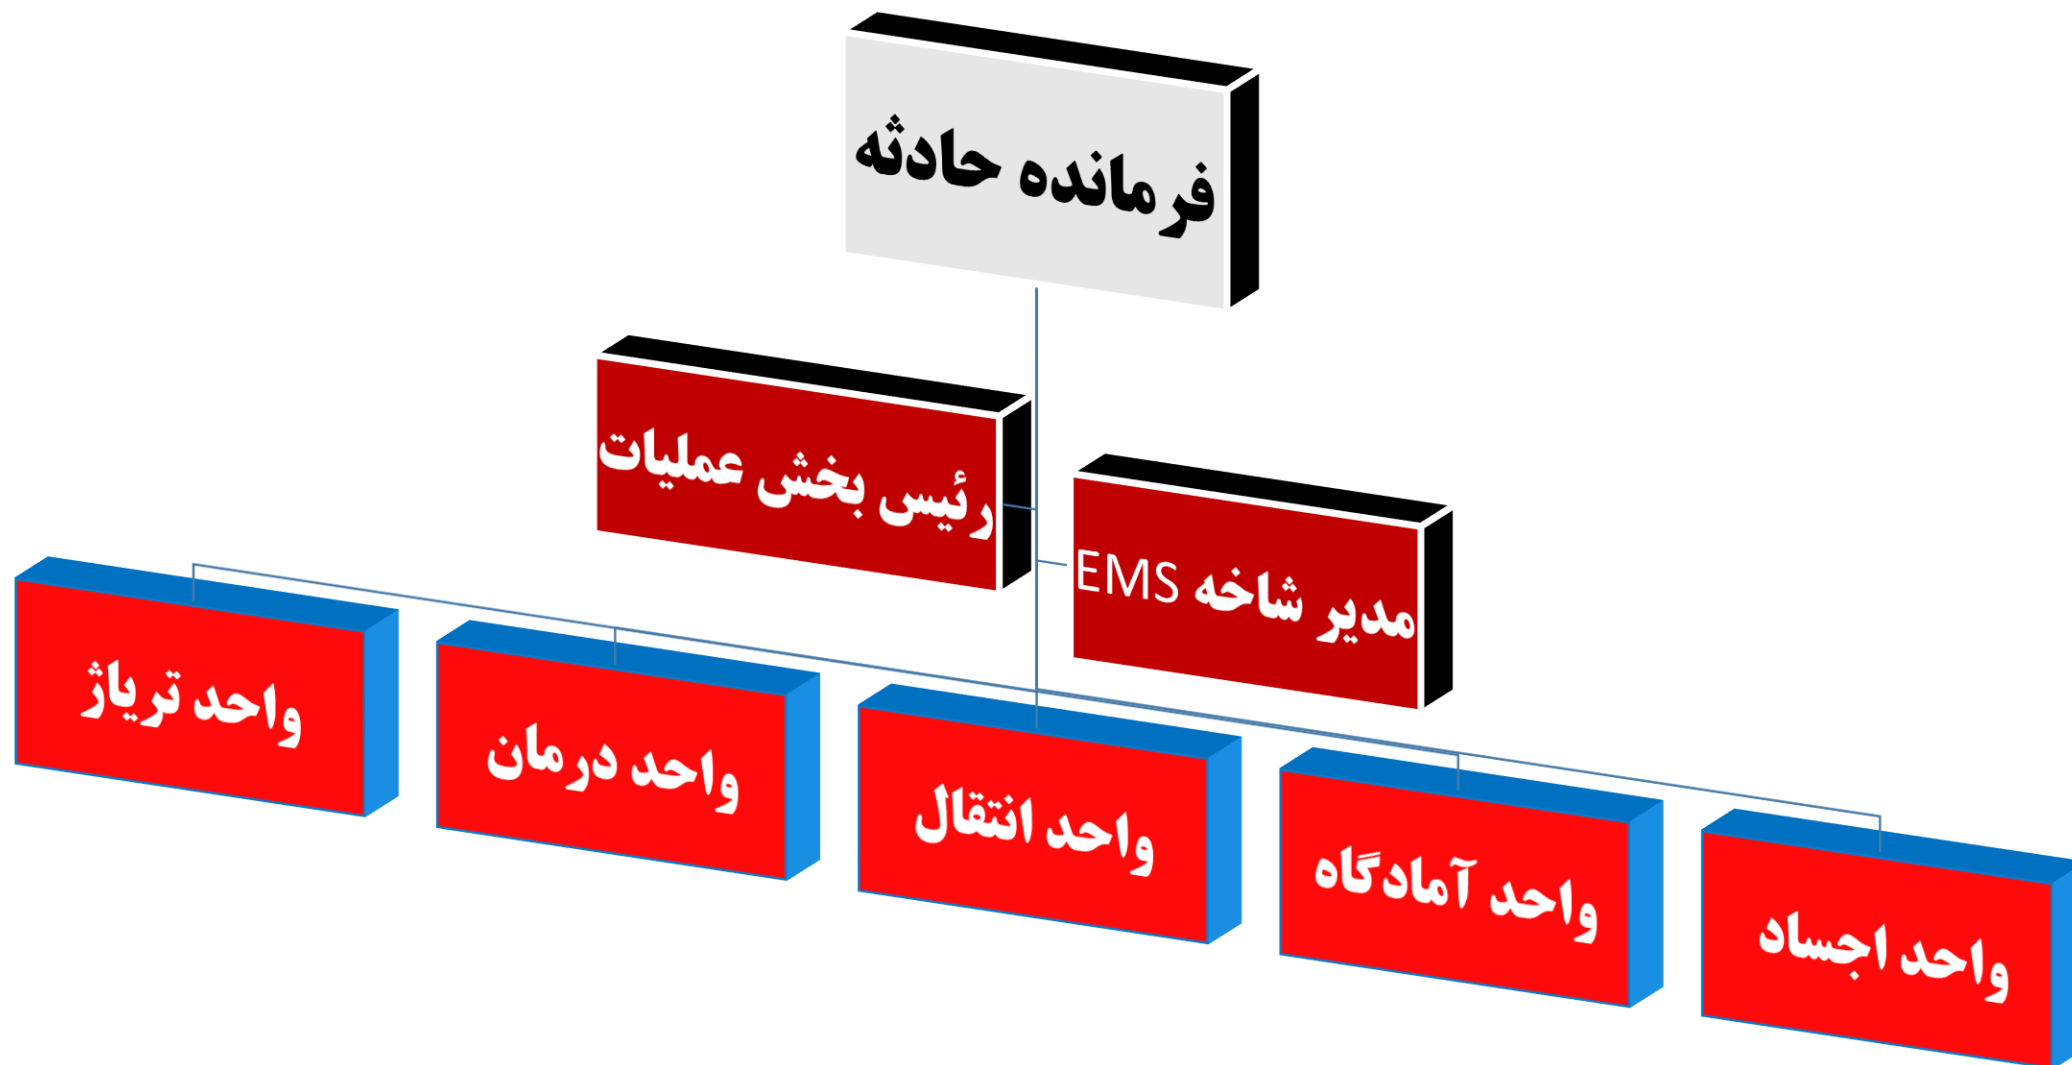 فرمانده حادثه
رئیس بخش عملیات
مدیر شاخه EMS
واحد تریاژ
واحد درمان
واحد انتقال
واحد آمادگاه
واحد اجساد